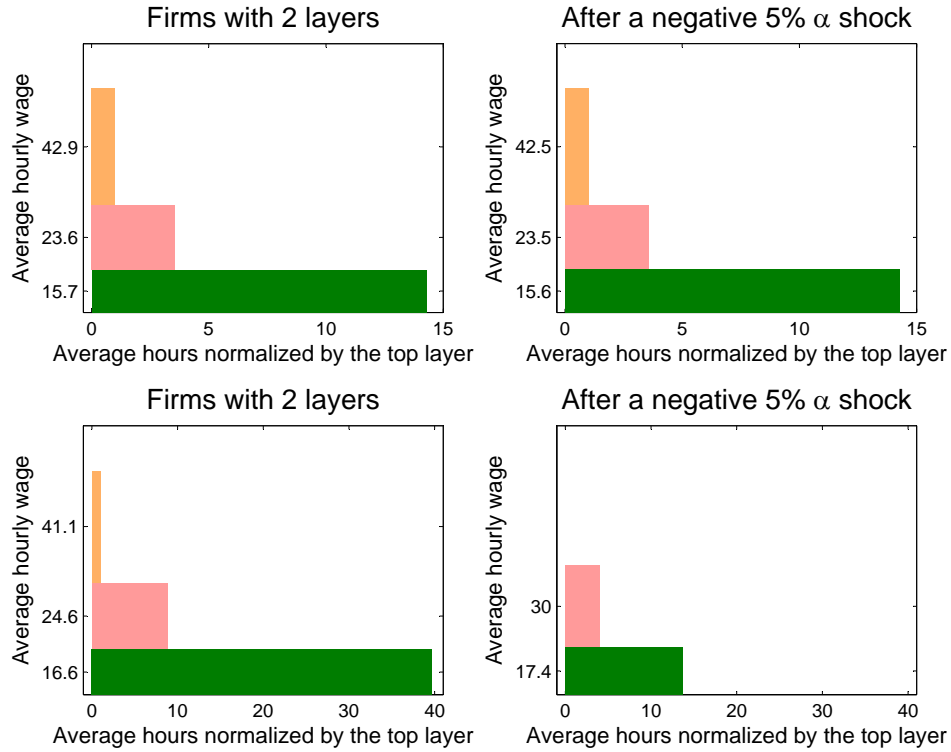 Firms with 2 layers
Average hourly wage
42.9
23.6
15.7
0 5 10 15
Average hours normalized by the top layer
After a negative 5% α shock
Average hourly wage
42.5
23.5
15.6
0 5 10 15
Average hours normalized by the top layer
Firms with 2 layers
Average hourly wage
41.1
24.6
16.6
0 10 20 30 40
Average hours normalized by the top layer
After a negative 5% α shock
Average hourly wage
30
17.4
0 10 20 30 40
Average hours normalized by the top layer